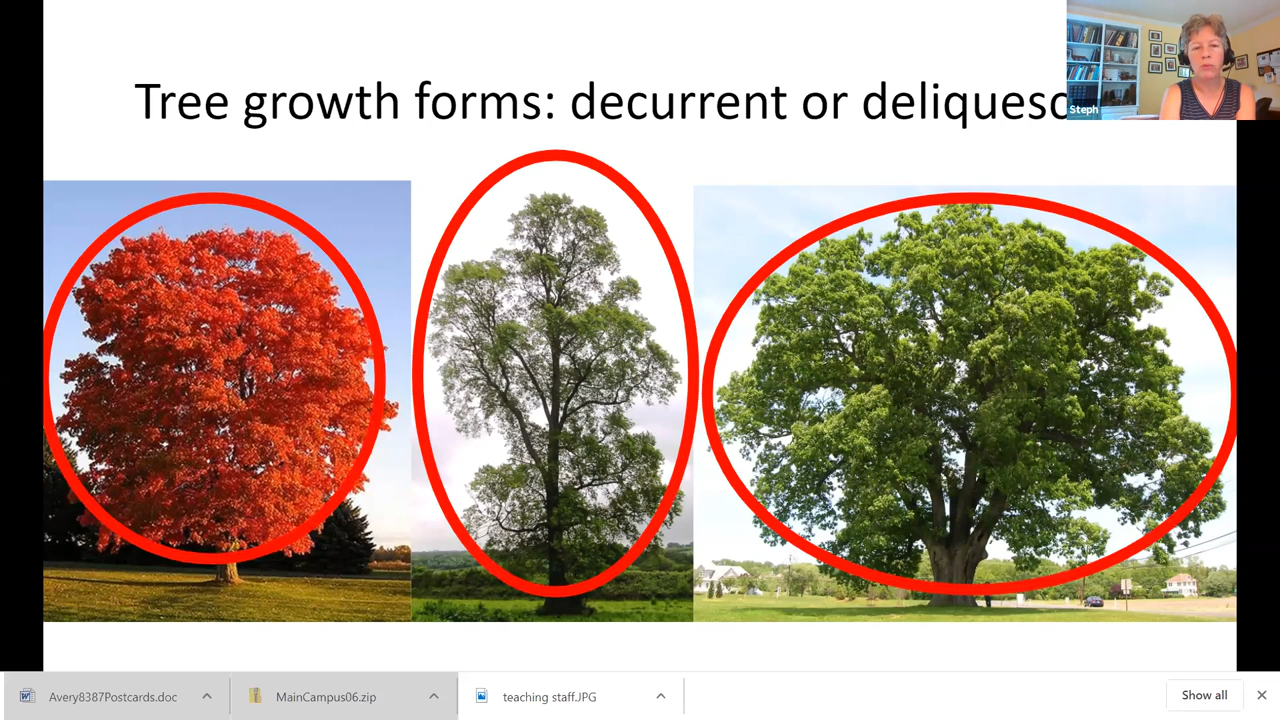 Tree growth forms: decurrent or deliquesc
Steph
Avery8387Postcards.doc
MainCampus06.zip
teaching staff.JPG
Show all